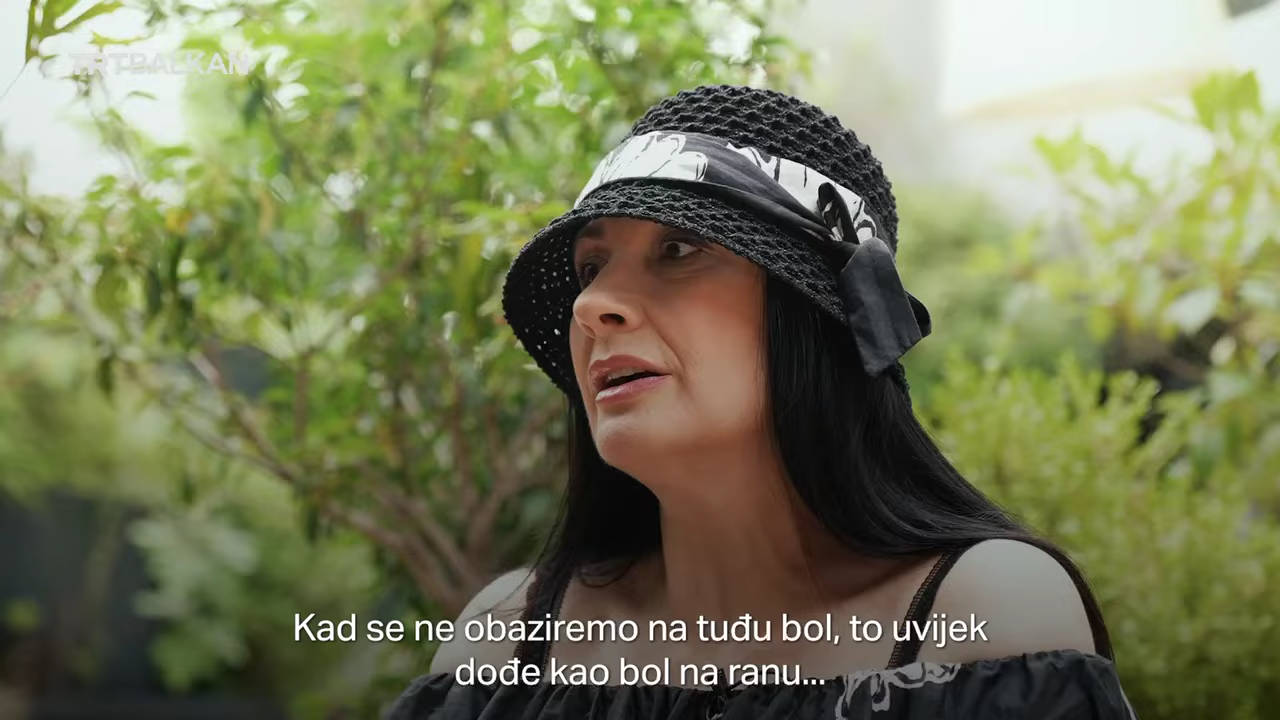 TRT BALKAN
Kad se ne obaziremo na tuđu bol, to uvijek
dođe kao bol na ranu...